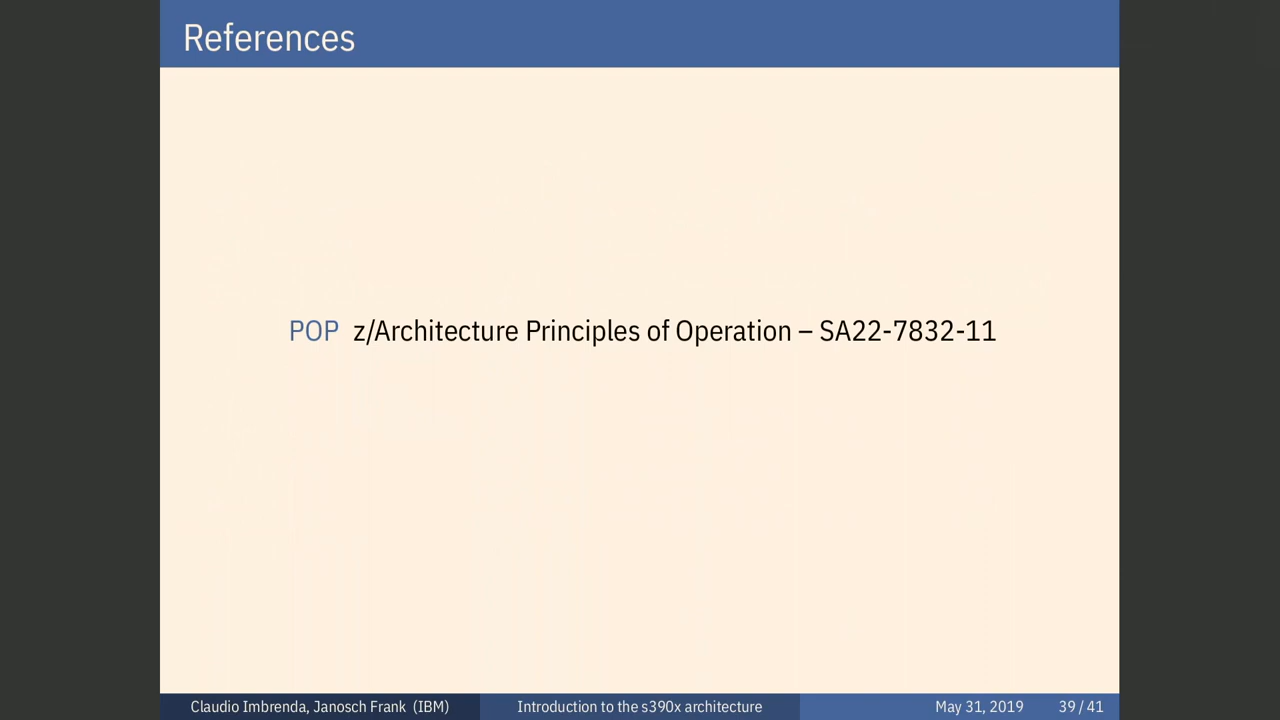 References
POP z/Architecture Principles of Operation – SA22-7832-11
Claudio Imbrenda, Janosch Frank (IBM) Introduction to the s390x architecture May 31, 2019 39 / 41